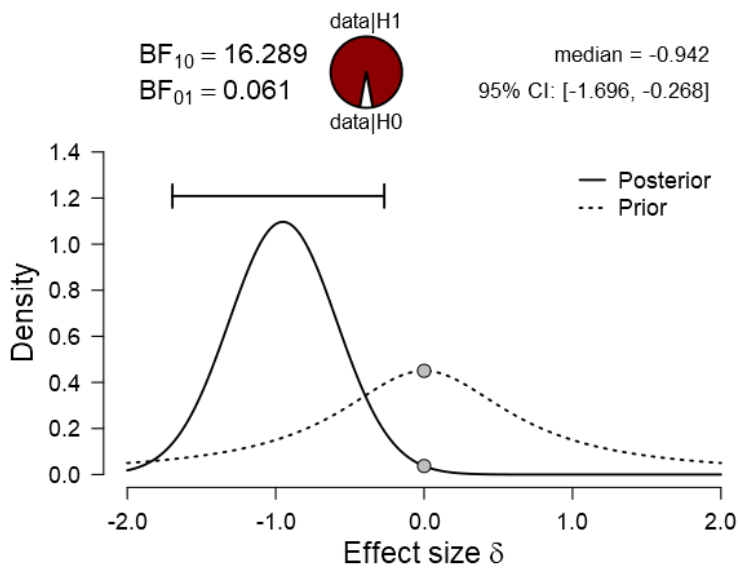 data|H1
BF₁₀ = 16.289
BF₀₁ = 0.061
data|H0
median = -0.942
95% CI: [-1.696, -0.268]
Posterior
Prior
Density
1.4
1.2
1.0
0.8
0.6
0.4
0.2
0.0
-2.0 -1.0 0.0 1.0 2.0
Effect size δ